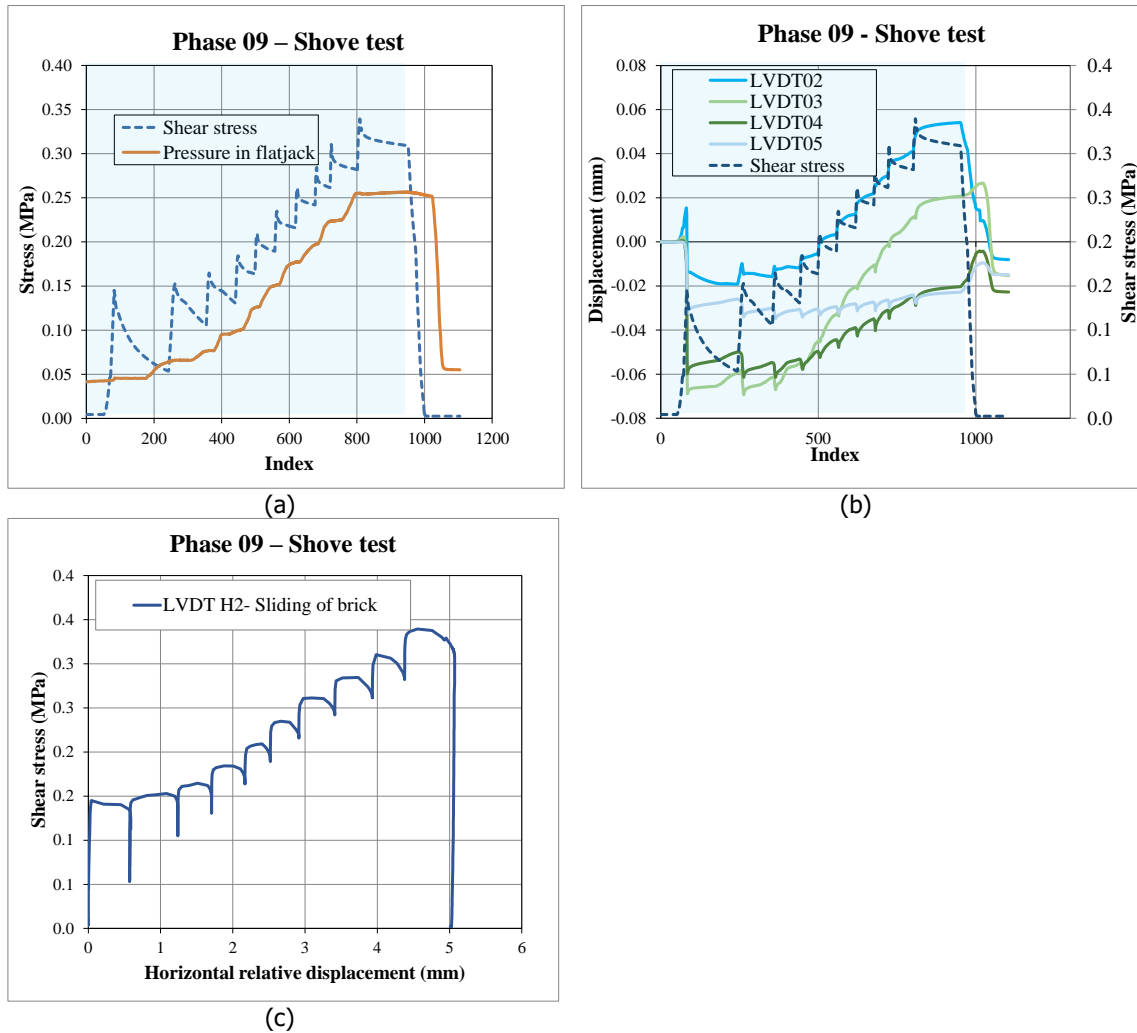 Phase 09 – Shove test
0.40
0.35
0.30
0.25
0.20
0.15
0.10
0.05
0.00
Stress (MPa)
Shear stress
Pressure in flatjack
0 200 400 600 800 1000 1200
Index
(a)
Phase 09 - Shove test
0.08
0.06
0.04
0.02
0.00
-0.02
-0.04
-0.06
-0.08
Displacement (mm)
LVDT02
LVDT03
LVDT04
LVDT05
Shear stress
0.4
0.4
0.3
0.3
0.2
0.2
0.1
0.1
0.0
Shear stress (MPa)
0 500 1000
Index
(b)
Phase 09 – Shove test
0.4
0.4
0.3
0.3
0.2
0.2
0.1
0.1
0.0
Shear stress (MPa)
LVDT H2- Sliding of brick
0 1 2 3 4 5 6
Horizontal relative displacement (mm)
(c)